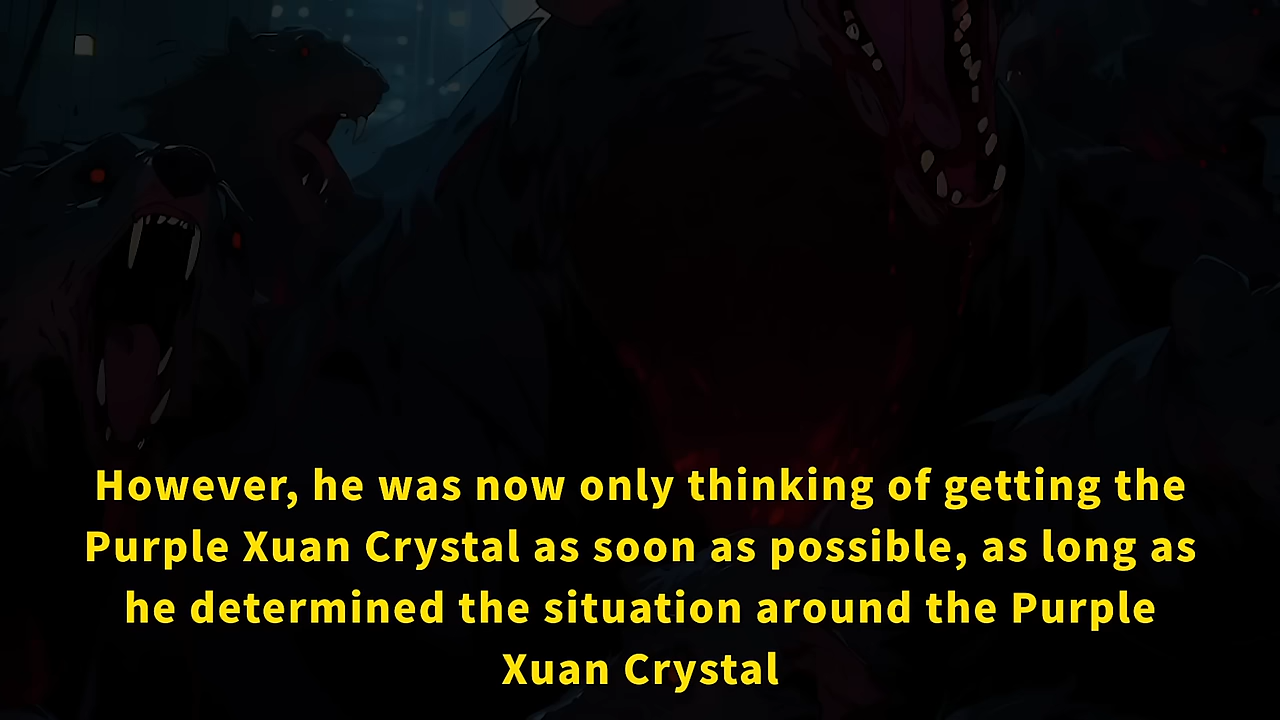 However, he was now only thinking of getting the
Purple Xuan Crystal as soon as possible, as long as
he determined the situation around the Purple
Xuan Crystal